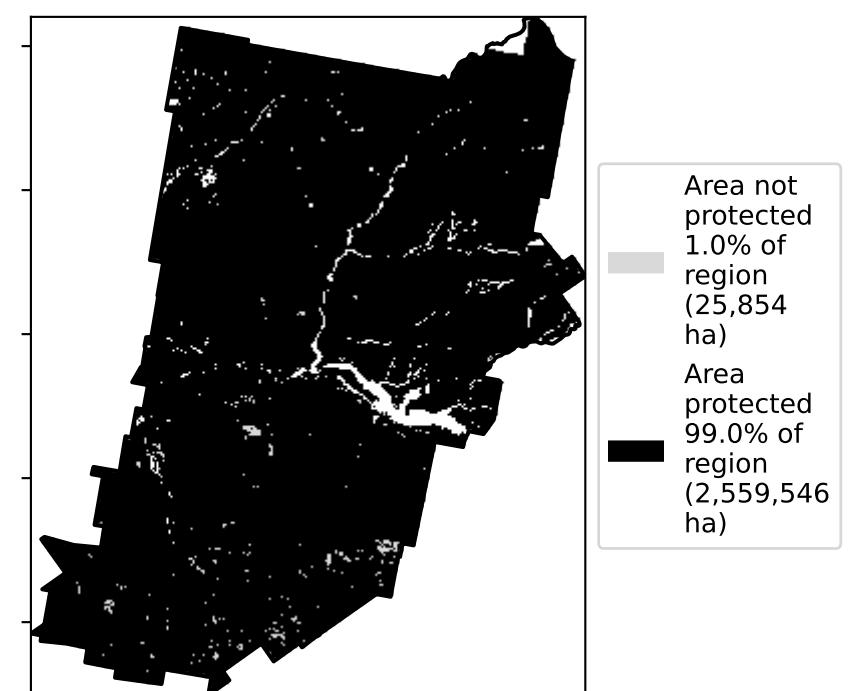 Area not
protected
1.0% of
region
(25,854
ha)
Area
protected
99.0% of
region
(2,559,546
ha)